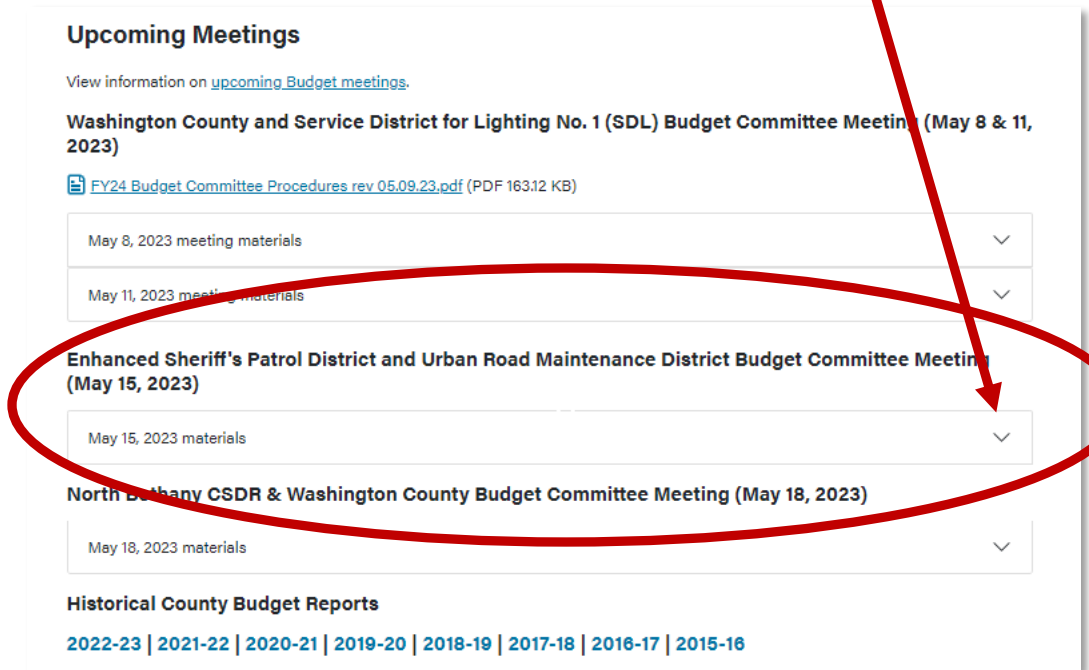 Upcoming Meetings
View information on upcoming Budget meetings.
Washington County and Service District for Lighting No. 1 (SDL) Budget Committee Meeting (May 8 & 11,
2023)
FY24 Budget Committee Procedures rev 05.09.23.pdf (PDF 163.12 KB)
May 8, 2023 meeting materials
May 11, 2023 meeting materials
Enhanced Sheriff's Patrol District and Urban Road Maintenance District Budget Committee Meeting
(May 15, 2023)
May 15, 2023 materials
North Bethany CSDR & Washington County Budget Committee Meeting (May 18, 2023)
May 18, 2023 materials
Historical County Budget Reports
2022-23 | 2021-22 | 2020-21 | 2019-20 | 2018-19 | 2017-18 | 2016-17 | 2015-16